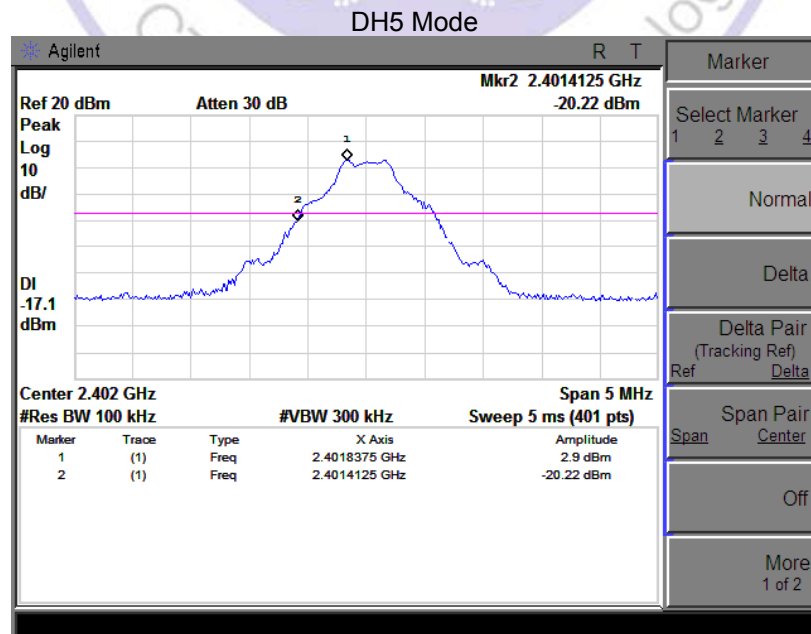 DH5 Mode
Agilent R T
Mkr2 2.4014125 GHz
Ref 20 dBm Atten 30 dB -20.22 dBm
Peak
Log
10
dB/
1
2
DI
-17.1
dBm
Center 2.402 GHz Span 5 MHz
#Res BW 100 kHz #VBW 300 kHz Sweep 5 ms (401 pts)
Marker Trace Type X Axis Amplitude
1 (1) Freq 2.4018375 GHz 2.9 dBm
2 (1) Freq 2.4014125 GHz -20.22 dBm
Marker
Select Marker
1 2 3 4
Normal
Delta
Delta Pair
(Tracking Ref)
Ref Delta
Span Pair
Span Center
Off
More
1 of 2